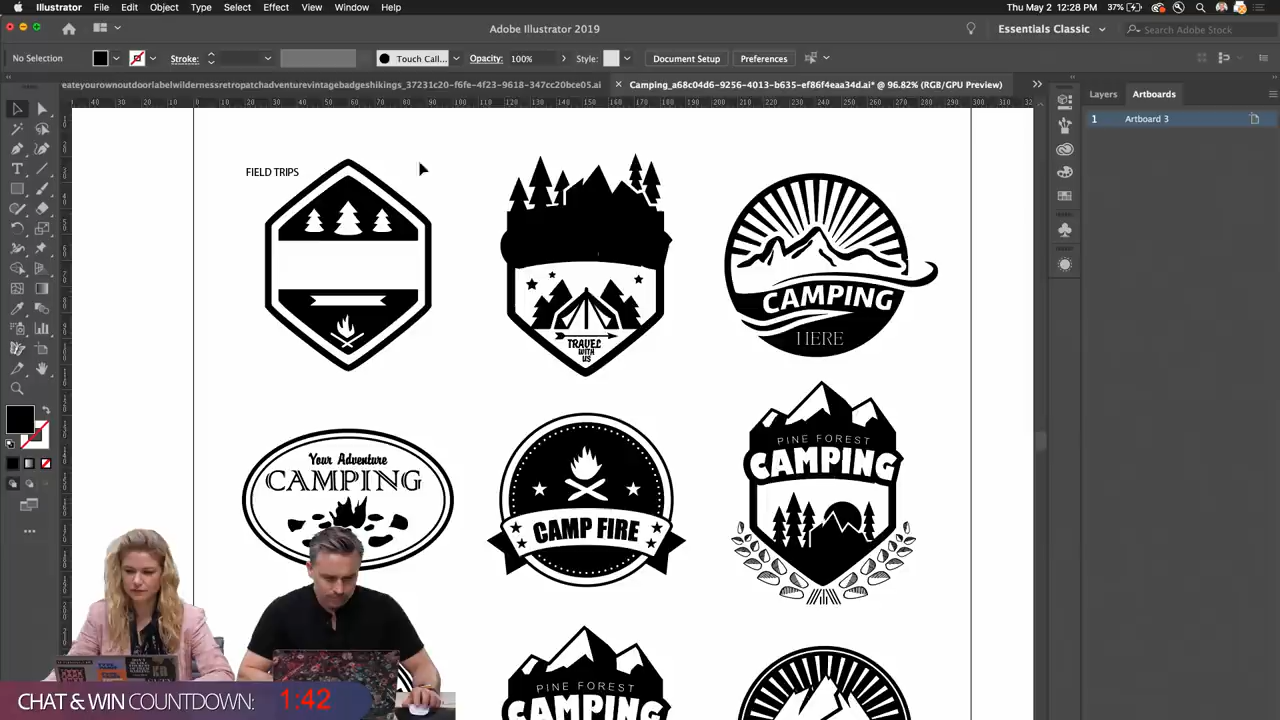 Illustrator File Edit Object Type Select Effect View Window Help
37% Thu May 2 12:28 PM
Adobe Illustrator 2019
Essentials Classic
Search Adobe Stock
No Selection
Stroke:
Touch Call...
Opacity: 100%
Style:
Document Setup
Preferences
eateyourownoutdoorlabelwildernessretropatchadventurevintagebadgeshikings_37231c20-f6fe-4f23-9618-347cc20bce05.ai
Camping_a68c04d6-9256-4013-b635-ef86f4eaa34d.ai* @ 96.82% (RGB/GPU Preview)
Layers Artboards
1 Artboard 3
FIELD TRIPS
TRAVEL
WITH
US
CAMPING
HERE
Your Adventure
CAMPING
CAMP FIRE
PINE FOREST
CAMPING
PINE FOREST
CAMPING
CHAT & WIN COUNTDOWN: 1:42